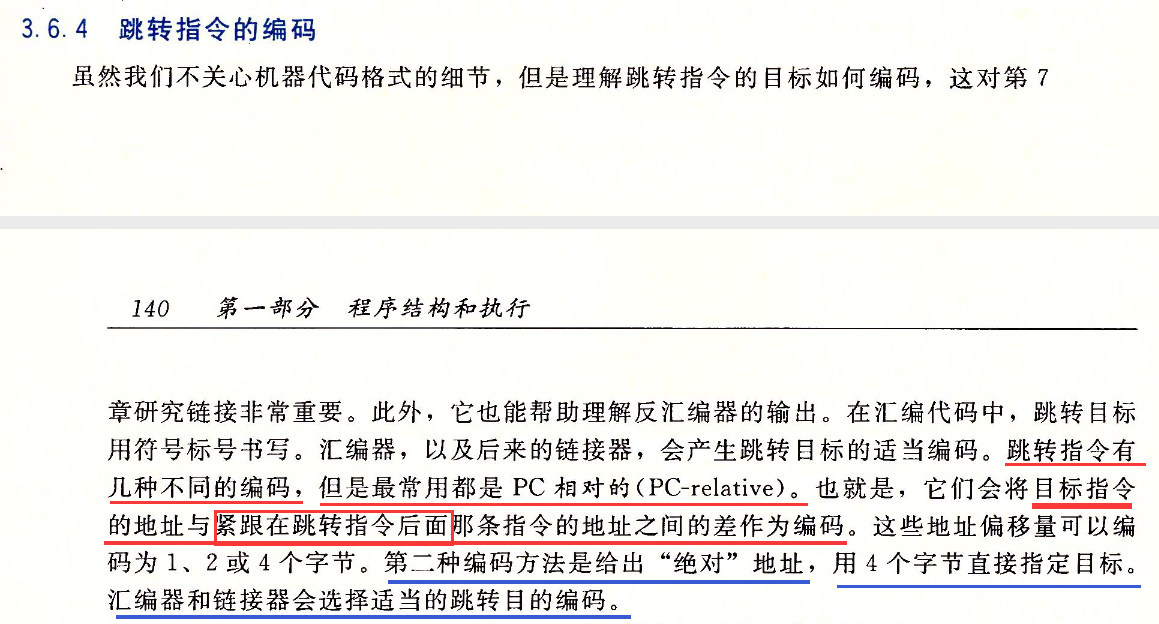 3.6.4 跳转指令的编码
虽然我们不关心机器代码格式的细节，但是理解跳转指令的目标如何编码，这对第 7
140 第一部分 程序结构和执行
章研究链接非常重要。此外，它也能帮助理解反汇编器的输出。在汇编代码中，跳转目标
用符号标号书写。汇编器，以及后来的链接器，会产生跳转目标的适当编码。跳转指令有
几种不同的编码，但是最常用都是 PC 相对的(PC-relative)。也就是，它们会将目标指令
的地址与紧跟在跳转指令后面那条指令的地址之间的差作为编码。这些地址偏移量可以编
码为 1、2 或 4 个字节。第二种编码方法是给出“绝对”地址，用 4 个字节直接指定目标。
汇编器和链接器会选择适当的跳转目的编码。